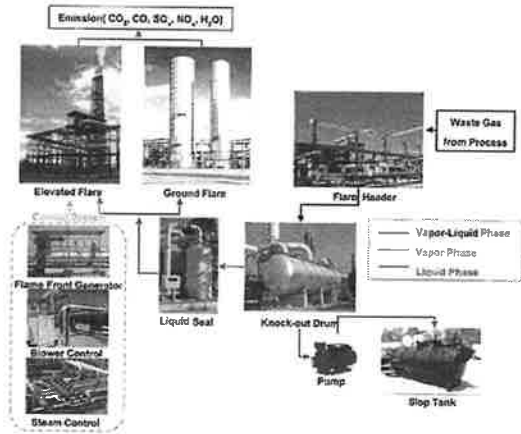 Emission( CO₂, CO, SOₓ, NOₓ, H₂O)
Waste Gas
from Process
Elevated Flare
Ground Flare
Flare Header
Vapor-Liquid Phase
Vapor Phase
Liquid Phase
Flame Front Generator
Liquid Seal
Knock-out Drum
Blower Control
Pump
Slop Tank
Steam Control